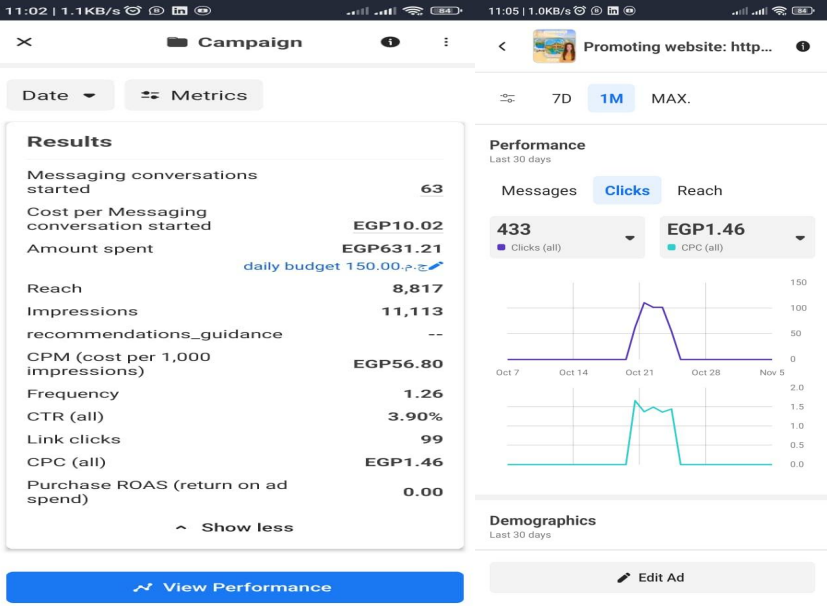 11:02 | 1.1KB/s
84
Campaign
Date
Metrics
Results
Messaging conversations
started
63
Cost per Messaging
conversation started
EGP10.02
Amount spent
EGP631.21
daily budget 150.00.ج.م
Reach
8,817
Impressions
11,113
recommendations_guidance
--
CPM (cost per 1,000
impressions)
EGP56.80
Frequency
1.26
CTR (all)
3.90%
Link clicks
99
CPC (all)
EGP1.46
Purchase ROAS (return on ad
spend)
0.00
Show less
View Performance
11:05 | 1.0KB/s
84
Promoting website: http...
7D
1M
MAX.
Performance
Last 30 days
Messages
Clicks
Reach
433
Clicks (all)
EGP1.46
CPC (all)
150
100
50
0
Oct 7
Oct 14
Oct 21
Oct 28
Nov 5
2.0
1.5
1.0
0.5
0.0
Demographics
Last 30 days
Edit Ad